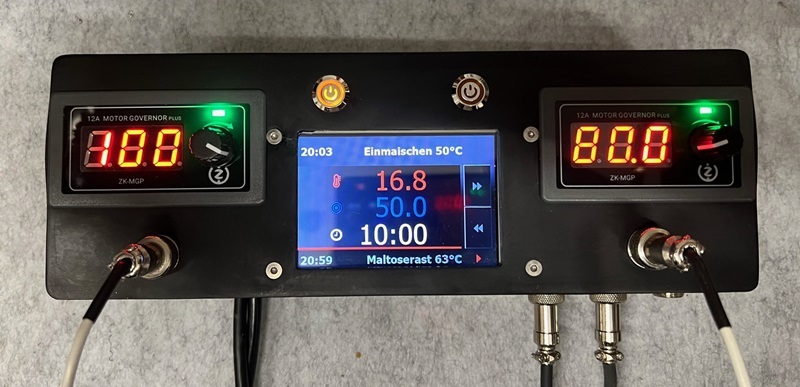 12A MOTOR GOVERNOR PLUS
100
ZK-MGP
20:03 Einmaischen 50°C
16.8
50.0
10:00
20:59 Maltoserast 63°C
12A MOTOR GOVERNOR PLUS
80.0
ZK-MGP